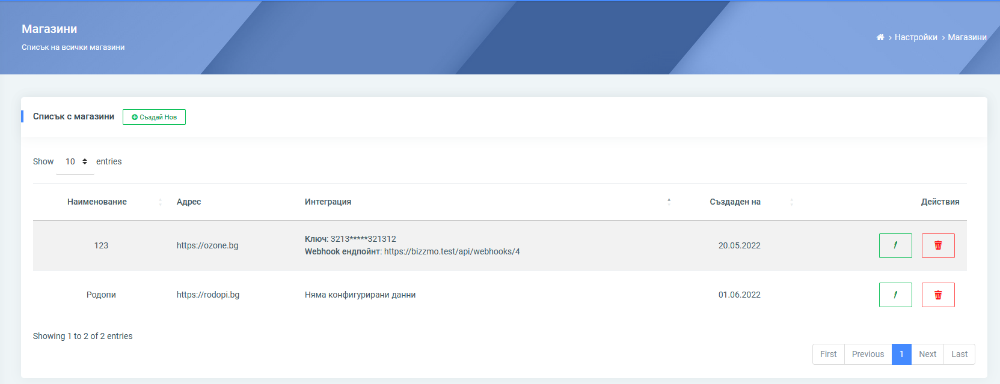 Магазини
Списък на всички магазини
Настройки
Магазини
Списък с магазини
Създай Нов
Show 10 entries
Наименование Адрес Интеграция Създаден на Действия
123 https://ozone.bg Ключ: 3213*****321312 20.05.2022
Webhook ендпойнт: https://bizzmo.test/api/webhooks/4
Родопи https://rodopi.bg Няма конфигурирани данни 01.06.2022
Showing 1 to 2 of 2 entries
First Previous 1 Next Last